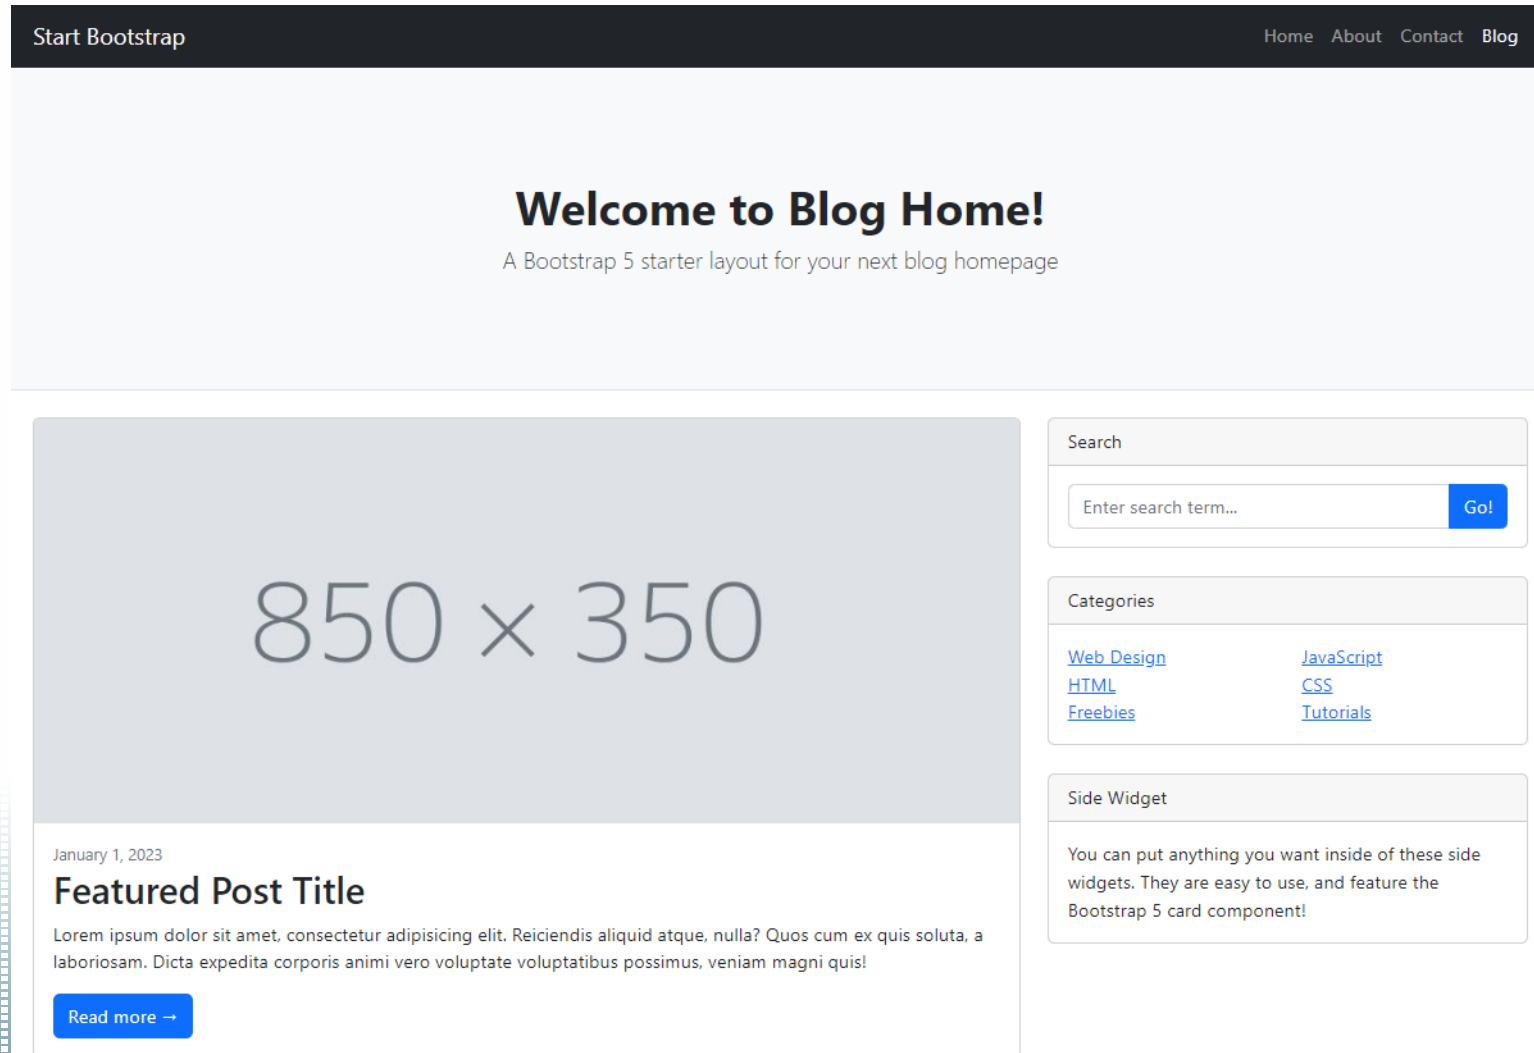 Start Bootstrap
Home About Contact Blog
Welcome to Blog Home!
A Bootstrap 5 starter layout for your next blog homepage
850 × 350
January 1, 2023
Featured Post Title
Lorem ipsum dolor sit amet, consectetur adipisicing elit. Reiciendis aliquid atque, nulla? Quos cum ex quis soluta, a
laboriosam. Dicta expedita corporis animi vero voluptate voluptatibus possimus, veniam magni quis!
Read more →
Search
Enter search term...
Go!
Categories
Web Design JavaScript
HTML CSS
Freebies Tutorials
Side Widget
You can put anything you want inside of these side
widgets. They are easy to use, and feature the
Bootstrap 5 card component!